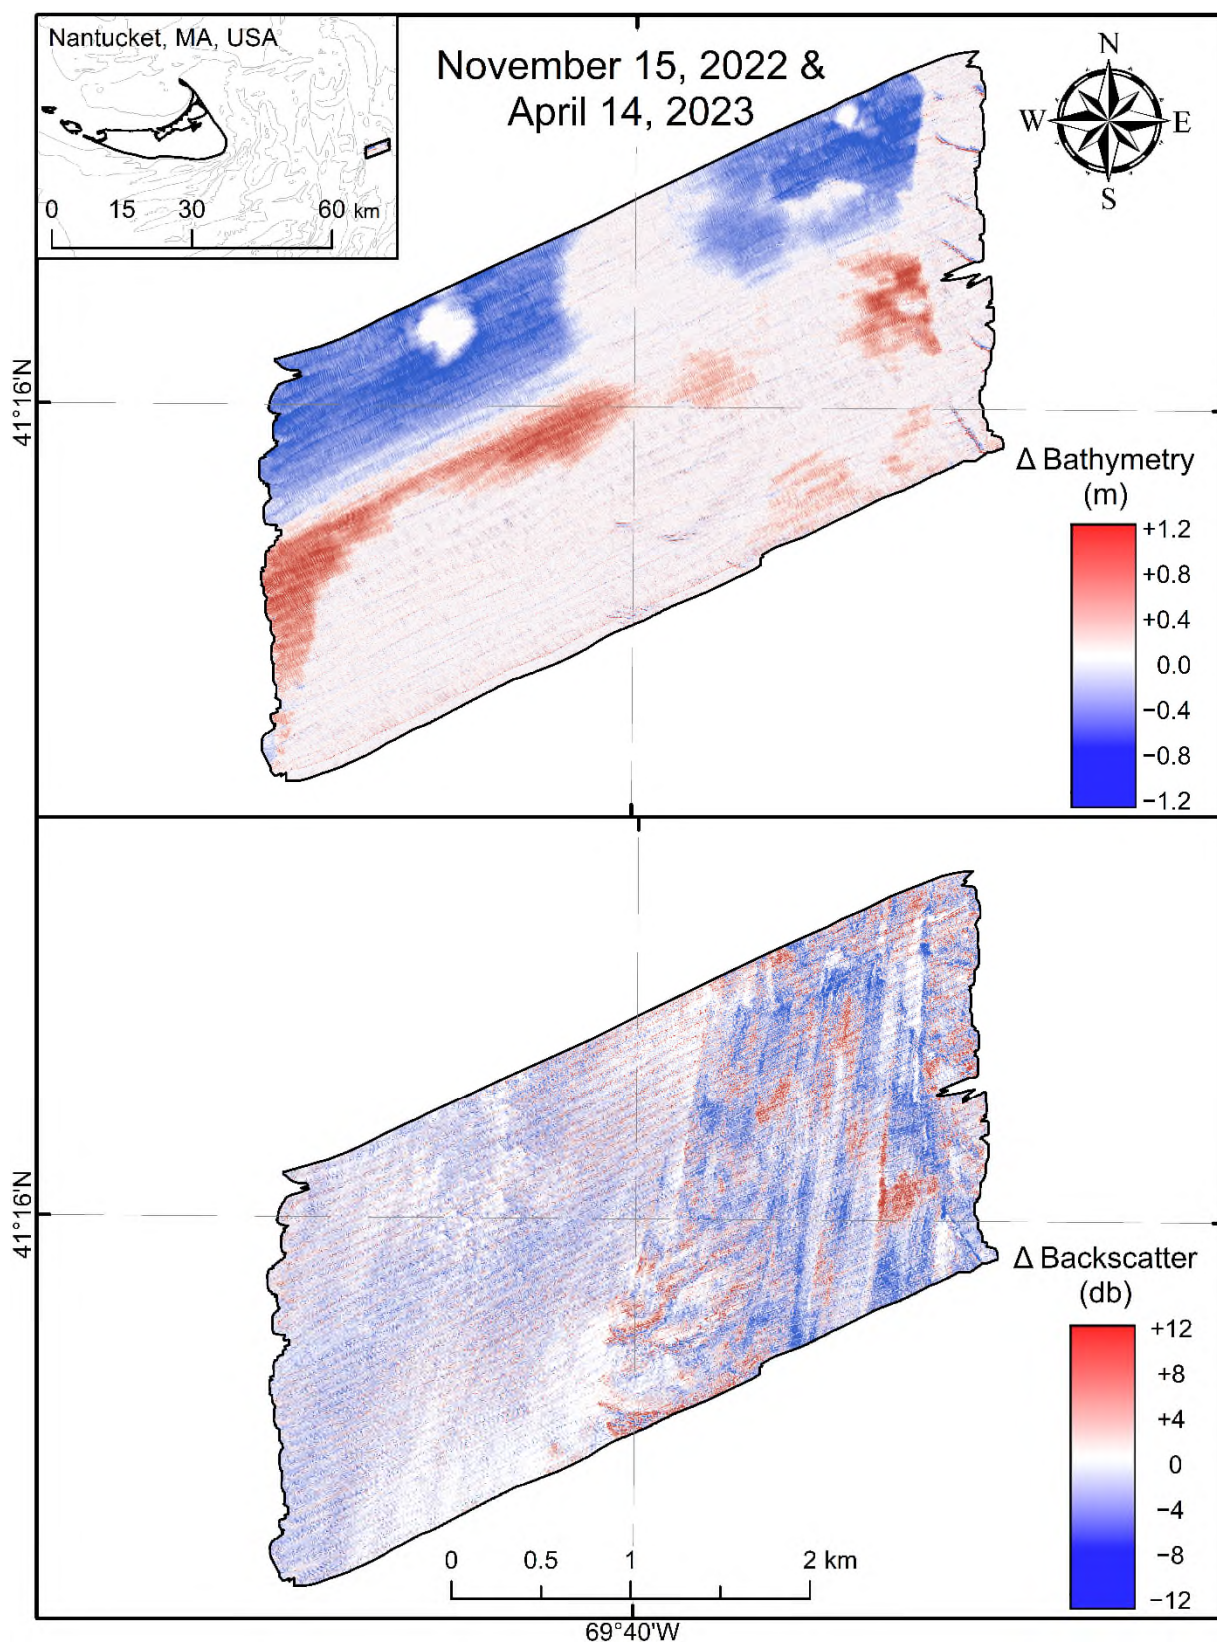 Nantucket, MA, USA
0 15 30 60 km
November 15, 2022 &
April 14, 2023
N
W E
S
41°16'N
Δ Bathymetry
(m)
+1.2
+0.8
+0.4
0.0
−0.4
−0.8
−1.2
41°16'N
Δ Backscatter
(db)
+12
+8
+4
0
−4
−8
−12
0 0.5 1 2 km
69°40'W